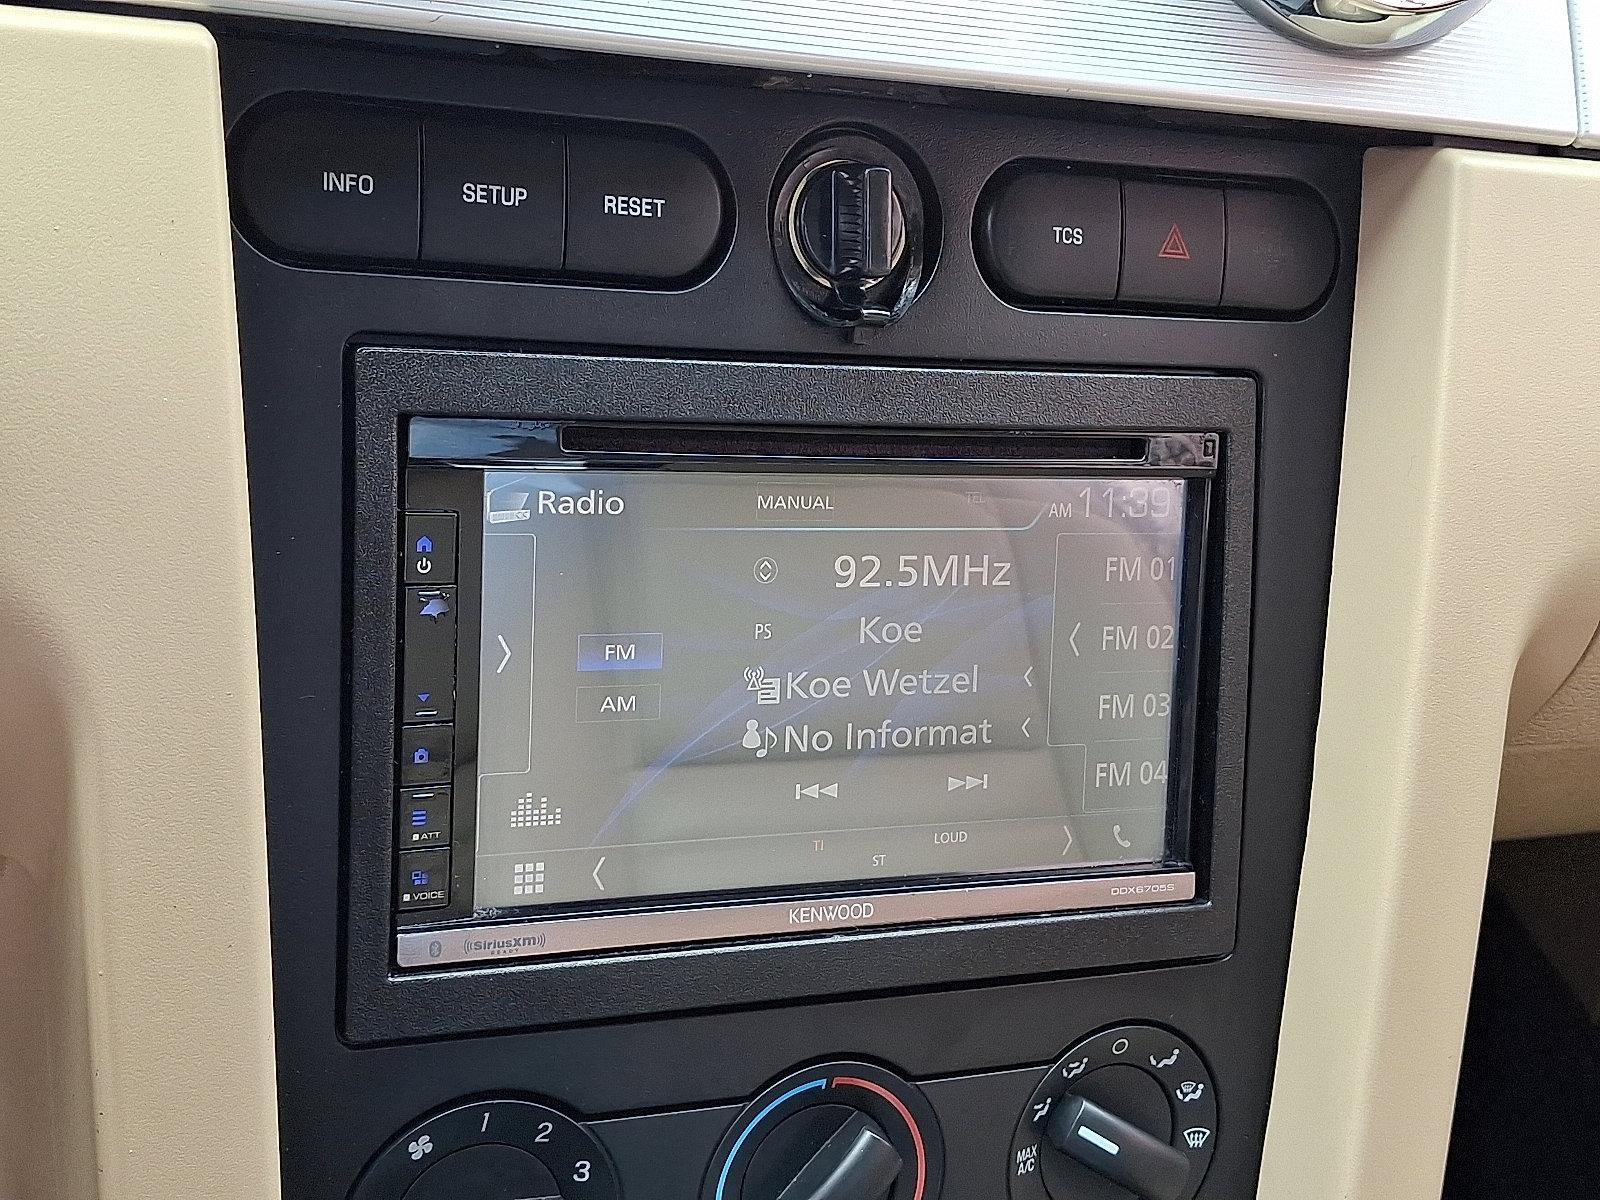 INFO SETUP RESET
TCS
Radio MANUAL TEL AM 11:39
92.5MHz
FM 01
PS Koe
FM 02
FM
Koe Wetzel
AM
FM 03
No Informat
FM 04
TI LOUD
ST
ATT
VOICE
KENWOOD
DDX6705S
((SiriusXm))
READY
1 2 3
MAX
A/C